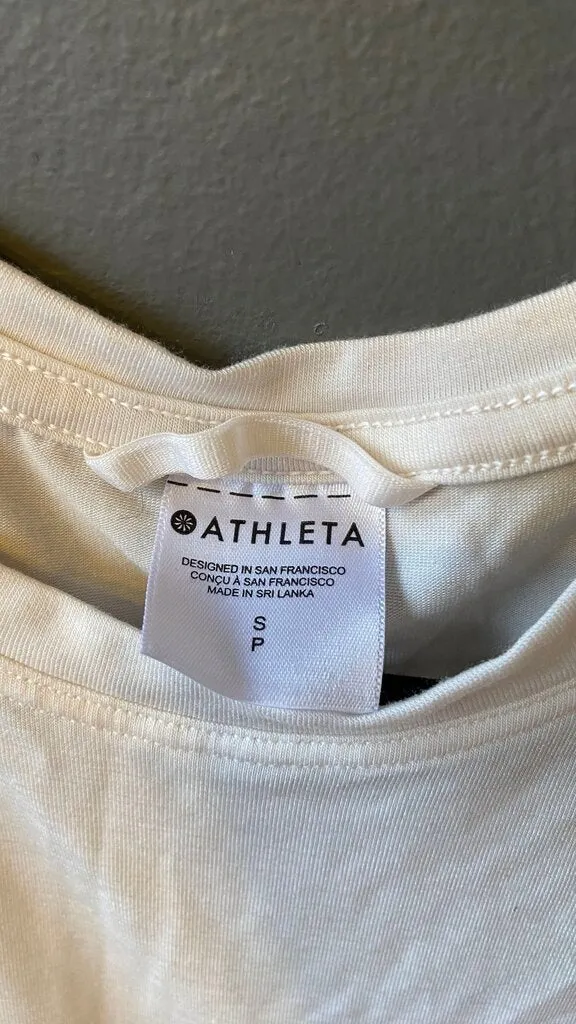 ATHLETA
DESIGNED IN SAN FRANCISCO
CONÇU À SAN FRANCISCO
MADE IN SRI LANKA
S
P